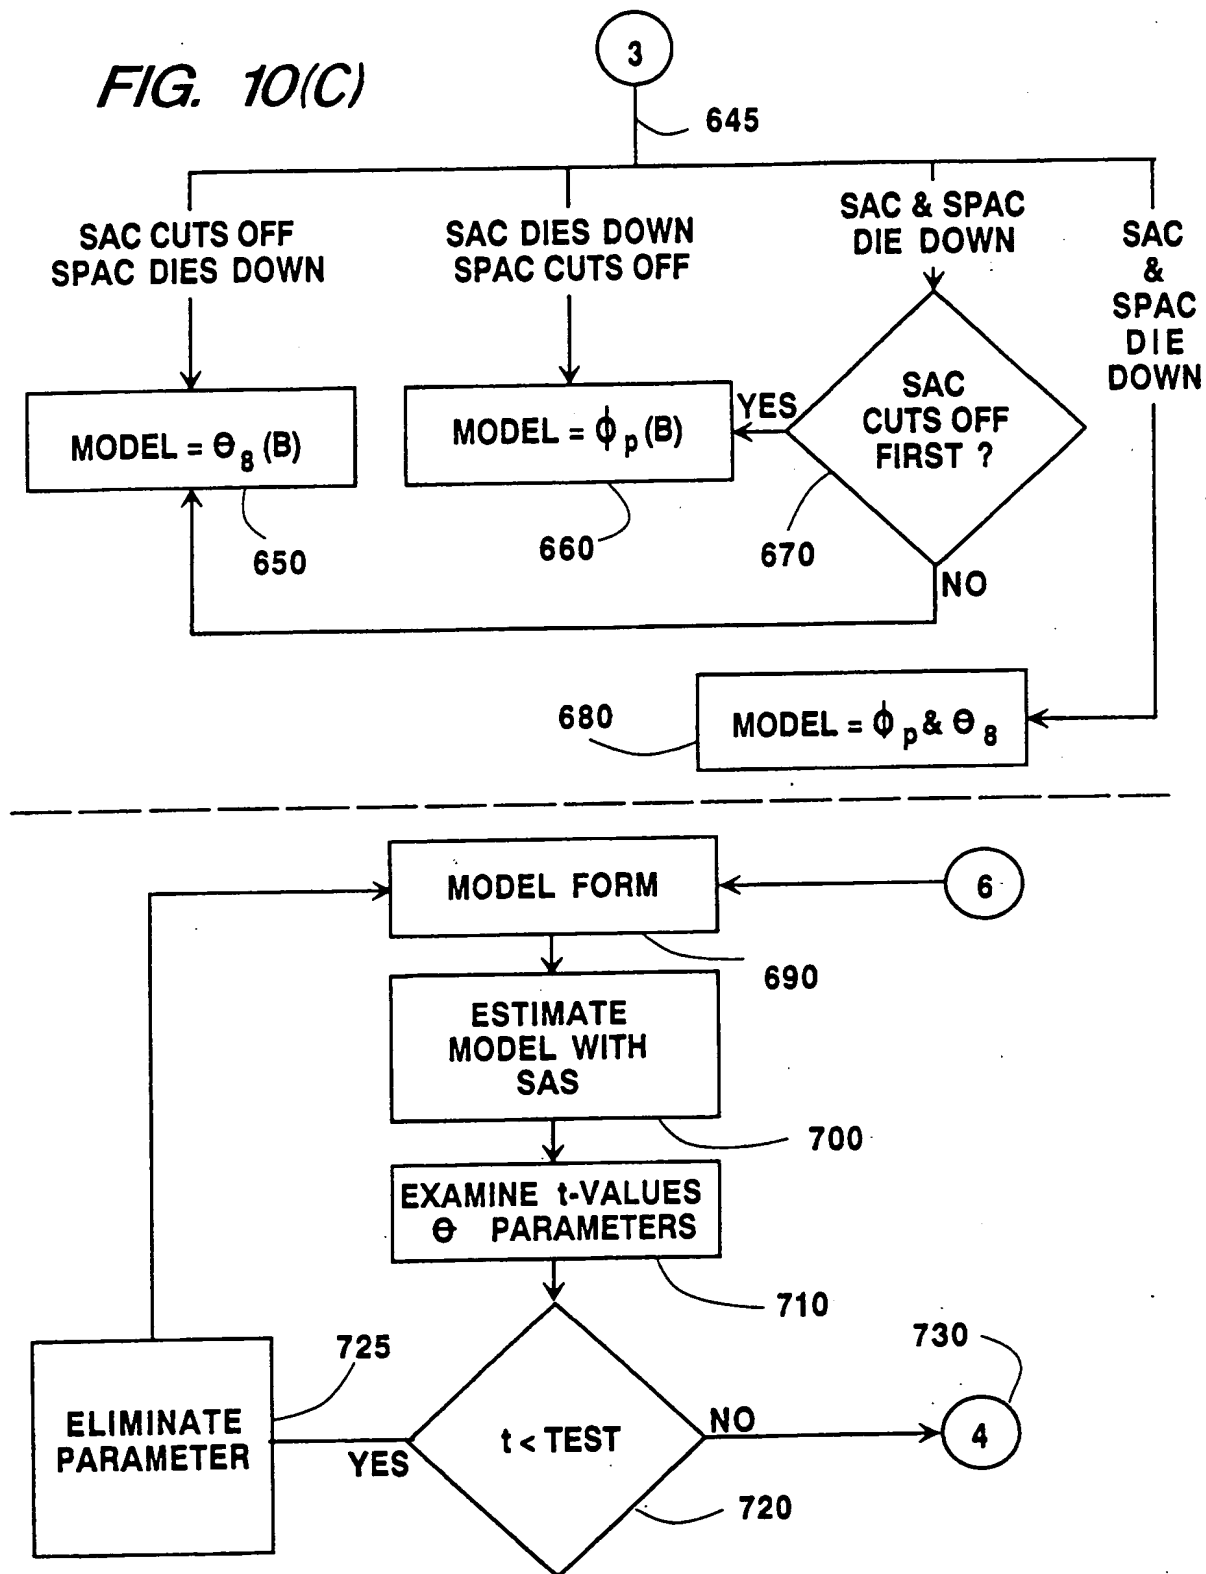 FIG. 10(C)
3
645
SAC CUTS OFF
SPAC DIES DOWN
SAC DIES DOWN
SPAC CUTS OFF
SAC & SPAC
DIE DOWN
SAC
&
SPAC
DIE
DOWN
MODEL = Θ8 (B)
MODEL = ϕp (B)
YES
SAC
CUTS OFF
FIRST ?
650
660
670
NO
680
MODEL = ϕp & Θ8
MODEL FORM
6
690
ESTIMATE
MODEL WITH
SAS
700
EXAMINE t-VALUES
Θ PARAMETERS
710
725
730
ELIMINATE
PARAMETER
YES
t < TEST
NO
4
720